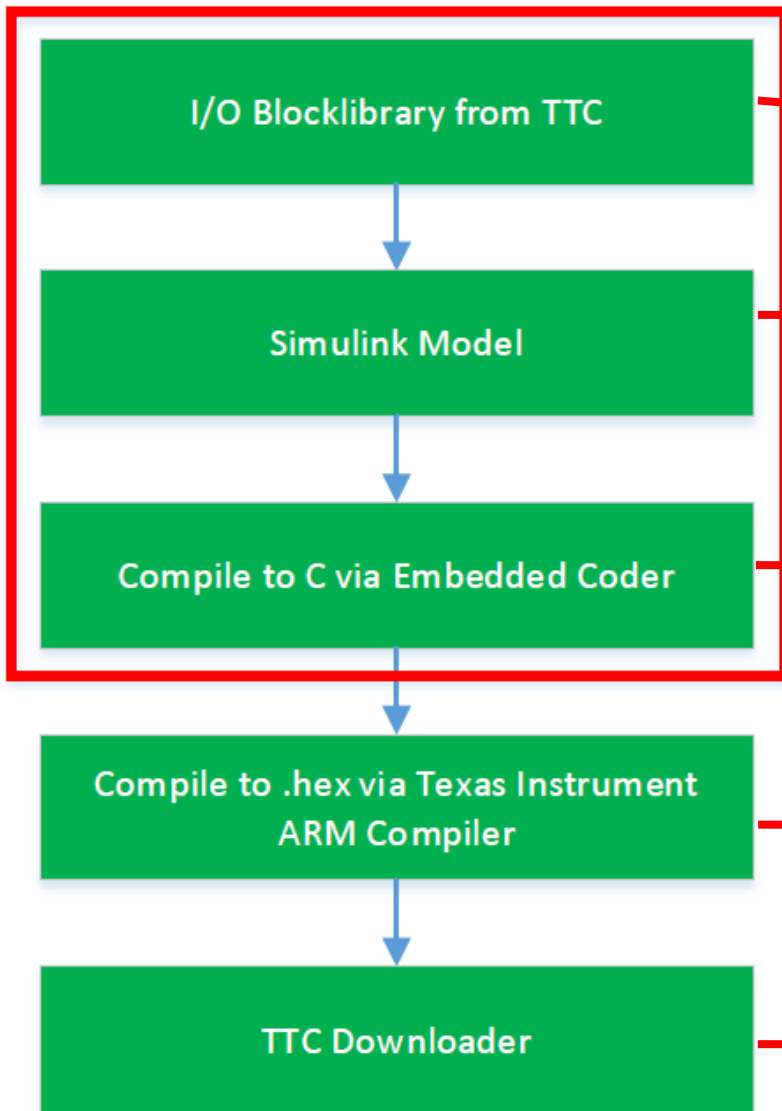 I/O Blocklibrary from TTC
Simulink Model
Compile to C via Embedded Coder
Compile to .hex via Texas Instrument
ARM Compiler
TTC Downloader